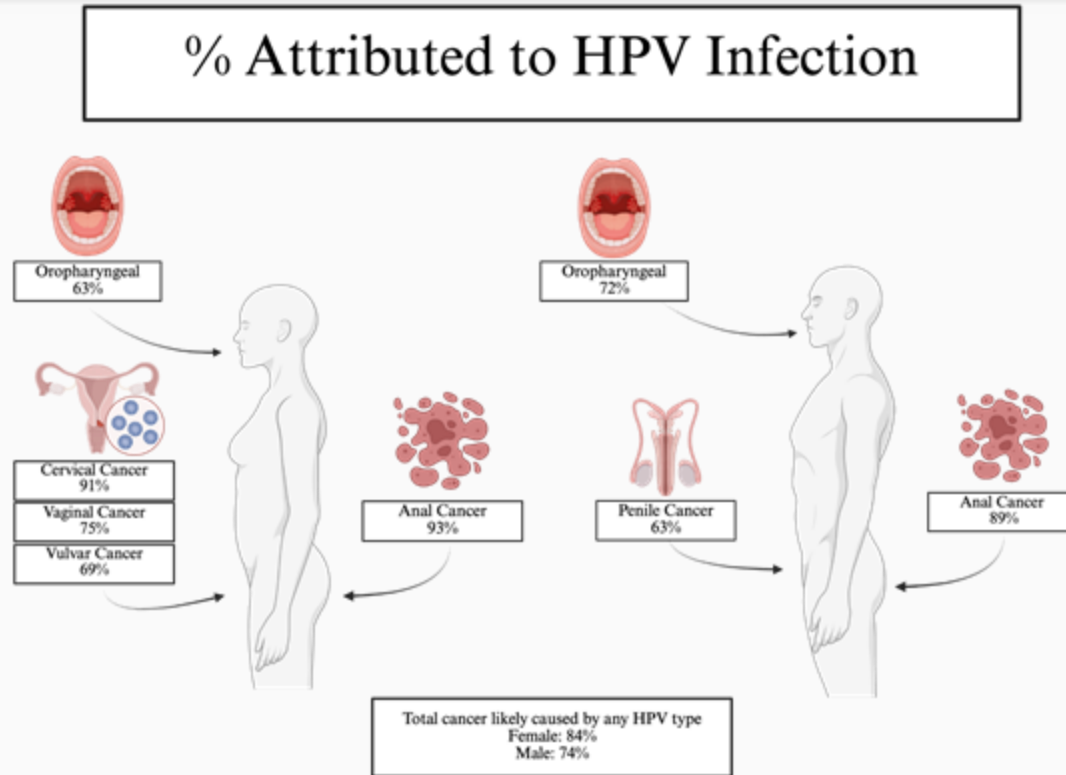 % Attributed to HPV Infection
Oropharyngeal
63%
Cervical Cancer
91%
Vaginal Cancer
75%
Vulvar Cancer
69%
Anal Cancer
93%
Oropharyngeal
72%
Penile Cancer
63%
Anal Cancer
89%
Total cancer likely caused by any HPV type
Female: 84%
Male: 74%